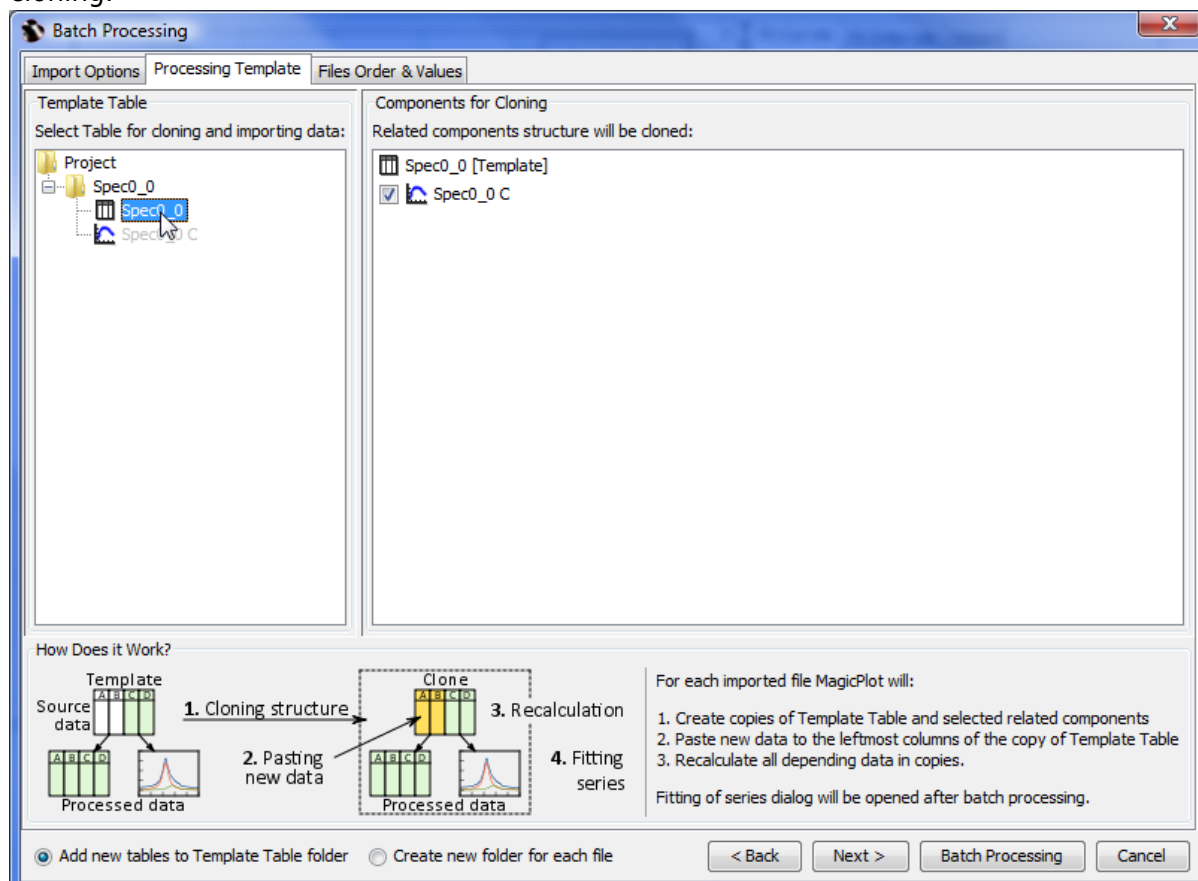 cloning.
Batch Processing
Import Options Processing Template Files Order & Values
Template Table
Select Table for cloning and importing data:
Project
Spec0_0
Spec0_0
Spec0_0 C
Components for Cloning
Related components structure will be cloned:
Spec0_0 [Template]
Spec0_0 C
How Does it Work?
Template
Source data
A B C D
1. Cloning structure
2. Pasting new data
A B C D
Processed data
Clone
A B C D
3. Recalculation
4. Fitting series
A B C D
Processed data
For each imported file MagicPlot will:
1. Create copies of Template Table and selected related components
2. Paste new data to the leftmost columns of the copy of Template Table
3. Recalculate all depending data in copies.
Fitting of series dialog will be opened after batch processing.
Add new tables to Template Table folder Create new folder for each file < Back Next > Batch Processing Cancel